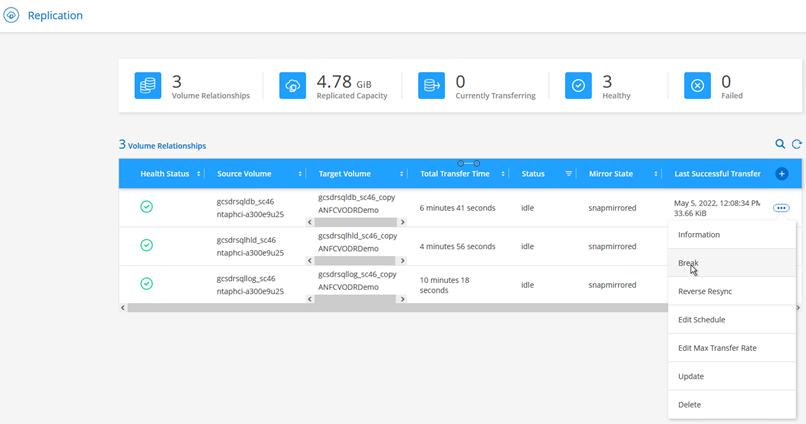 Replication
3
Volume Relationships
4.78 GiB
Replicated Capacity
0
Currently Transferring
3
Healthy
0
Failed
3 Volume Relationships
Health Status Source Volume Target Volume Total Transfer Time Status Mirror State Last Successful Transfer
gcsdrsqldb_sc46
ntaphci-a300e9u25
gcsdrsqldb_sc46_copy
ANFCVODRDemo
6 minutes 41 seconds
idle
snapmirrored
May 5, 2022, 12:08:34 PM
33.66 KiB
gcsdrsqlhld_sc46
ntaphci-a300e9u25
gcsdrsqlhld_sc46_copy
ANFCVODRDemo
4 minutes 56 seconds
idle
snapmirrored
gcsdrsqllog_sc46
ntaphci-a300e9u25
gcsdrsqllog_sc46_copy
ANFCVODRDemo
10 minutes 18
seconds
idle
snapmirrored
Information
Break
Reverse Resync
Edit Schedule
Edit Max Transfer Rate
Update
Delete